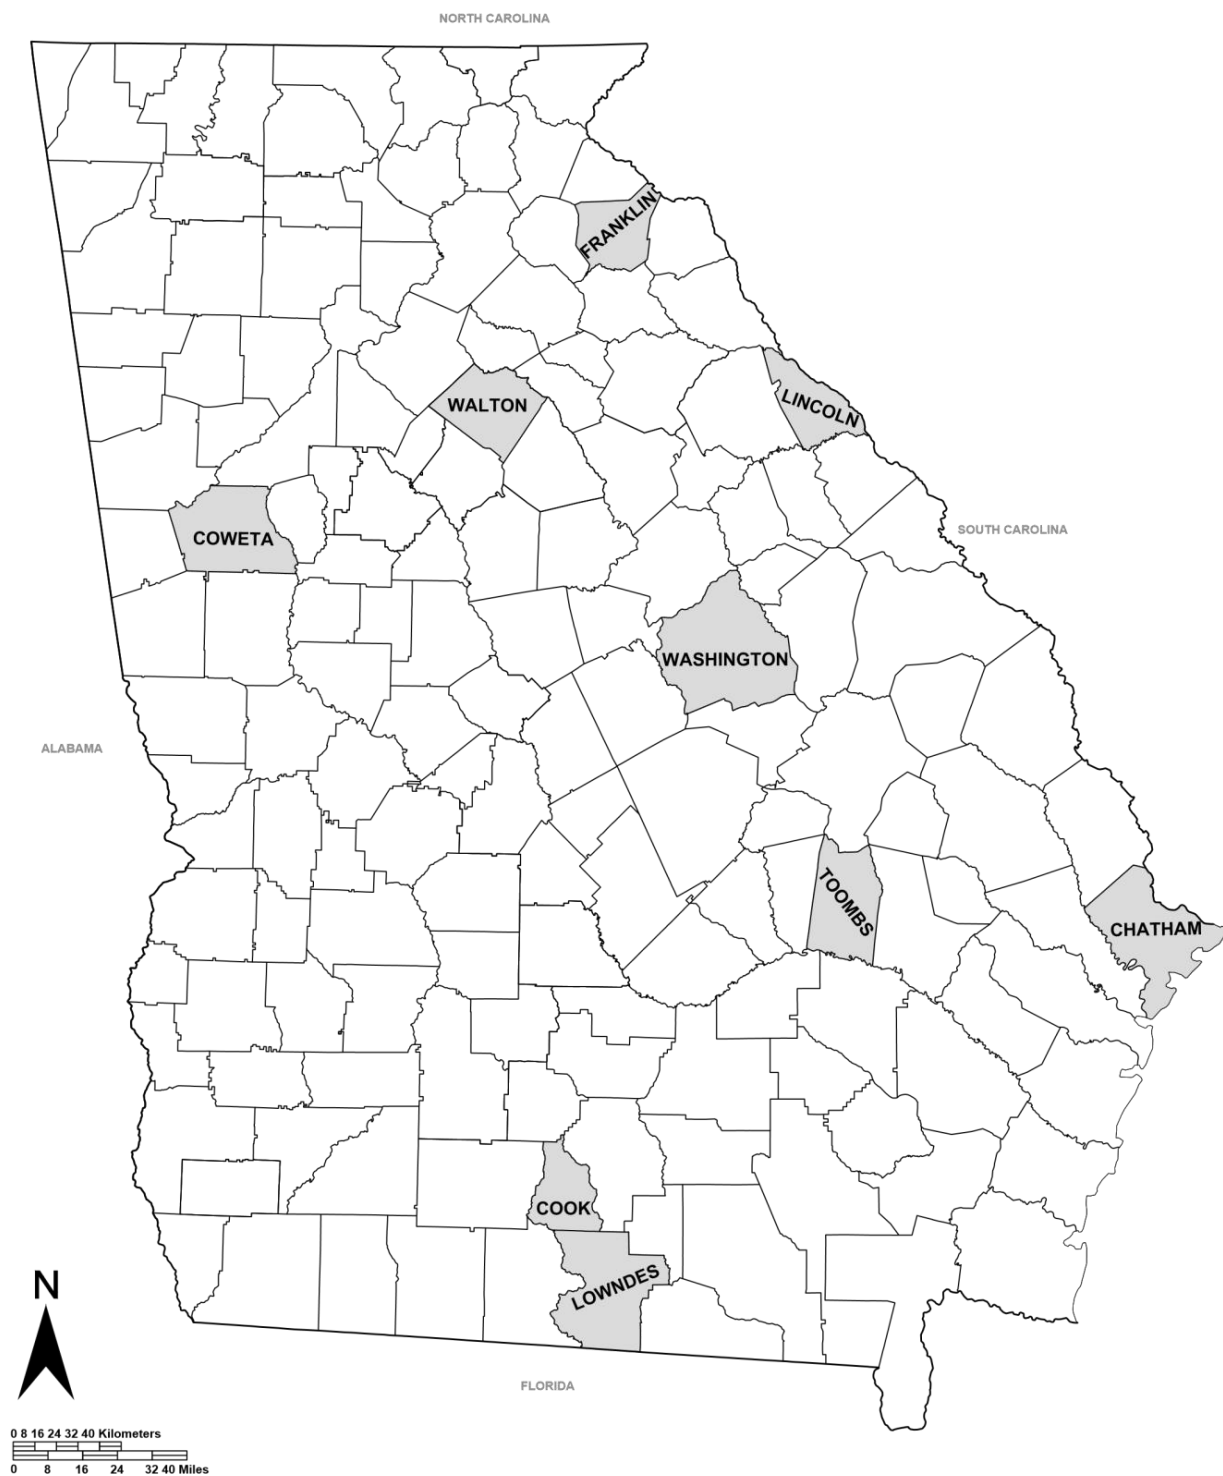 NORTH CAROLINA
FRANKLIN
WALTON
LINCOLN
COWETA
SOUTH CAROLINA
WASHINGTON
ALABAMA
TOOMBS
CHATHAM
COOK
LOWNDES
N
FLORIDA
0 8 16 24 32 40 Kilometers
0 8 16 24 32 40 Miles